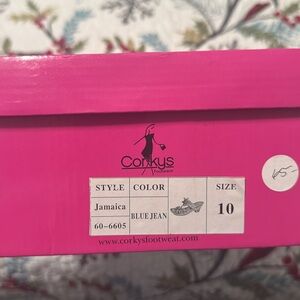 Corkys
Footwear
STYLE COLOR SIZE
Jamaica
60-6605
BLUE JEAN
10
www.corkysfootwear.com
65-